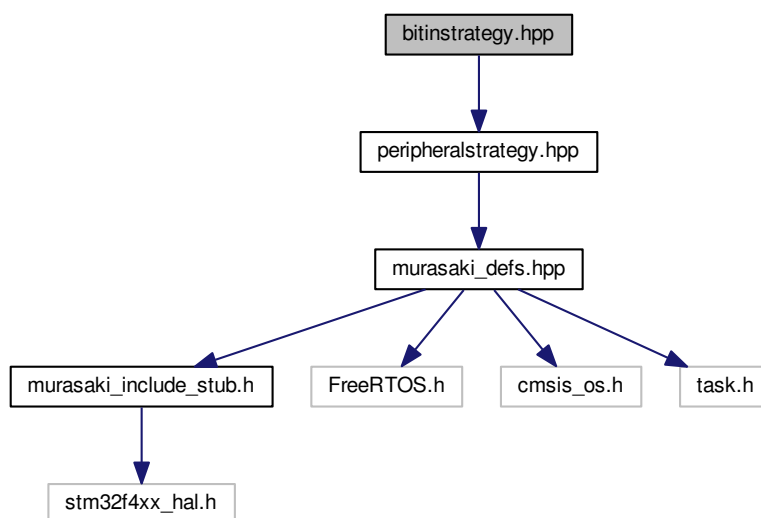 bitinstrategy.hpp
peripheralstrategy.hpp
murasaki_defs.hpp
murasaki_include_stub.h
FreeRTOS.h
cmsis_os.h
task.h
stm32f4xx_hal.h